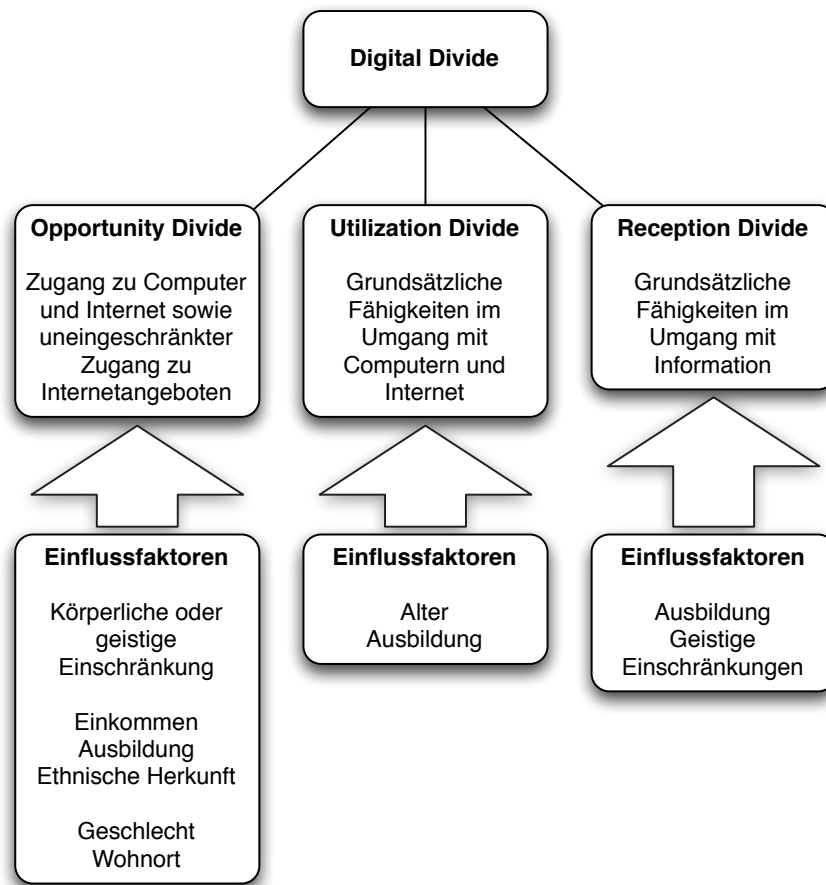 Digital Divide
Opportunity Divide
Zugang zu Computer
und Internet sowie
uneingeschränkter
Zugang zu
Internetangeboten
Utilization Divide
Grundsätzliche
Fähigkeiten im
Umgang mit
Computern und
Internet
Reception Divide
Grundsätzliche
Fähigkeiten im
Umgang mit
Information
Einflussfaktoren
Körperliche oder
geistige
Einschränkung
Einkommen
Ausbildung
Ethnische Herkunft
Geschlecht
Wohnort
Einflussfaktoren
Alter
Ausbildung
Einflussfaktoren
Ausbildung
Geistige
Einschränkungen